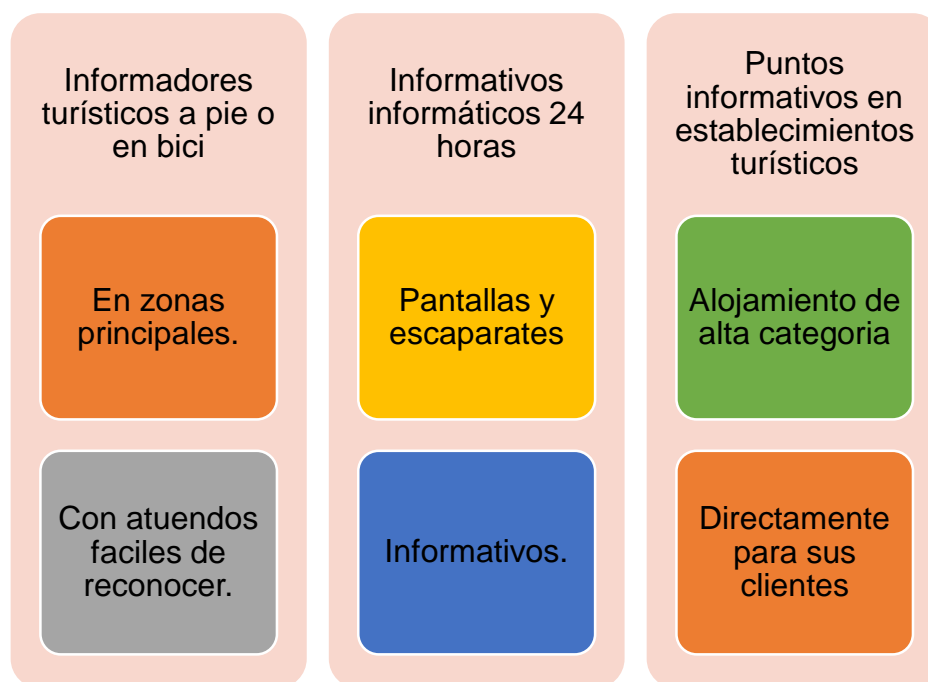 Informadores
turísticos a pie o
en bici
En zonas
principales.
Con atuendos
faciles de
reconocer.
Informativos
informáticos 24
horas
Pantallas y
escaparates
Informativos.
Puntos
informativos en
establecimientos
turísticos
Alojamiento de
alta categoria
Directamente
para sus
clientes